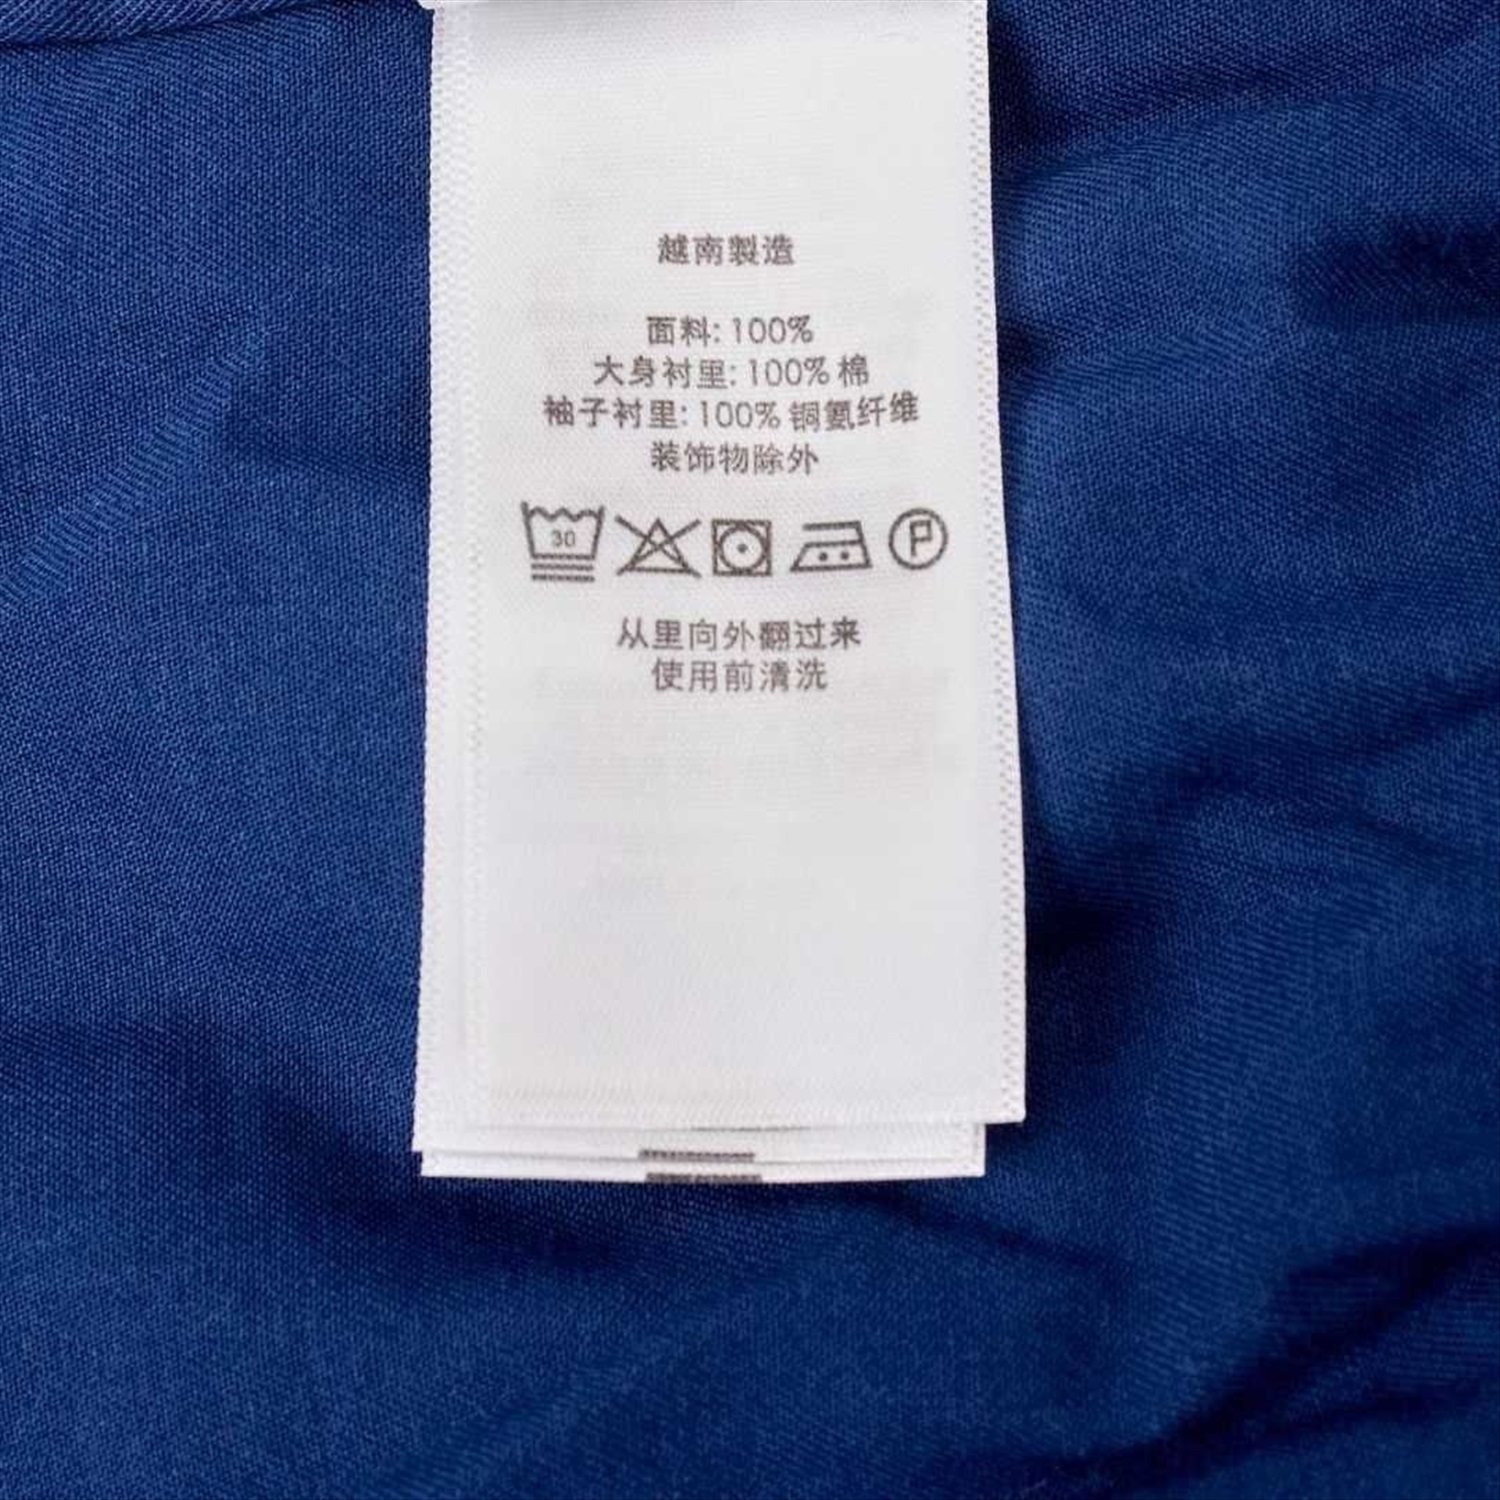 越南製造
面料: 100%
大身衬里: 100% 棉
袖子衬里: 100% 铜氨纤维
装饰物除外
30
P
从里向外翻过来
使用前清洗